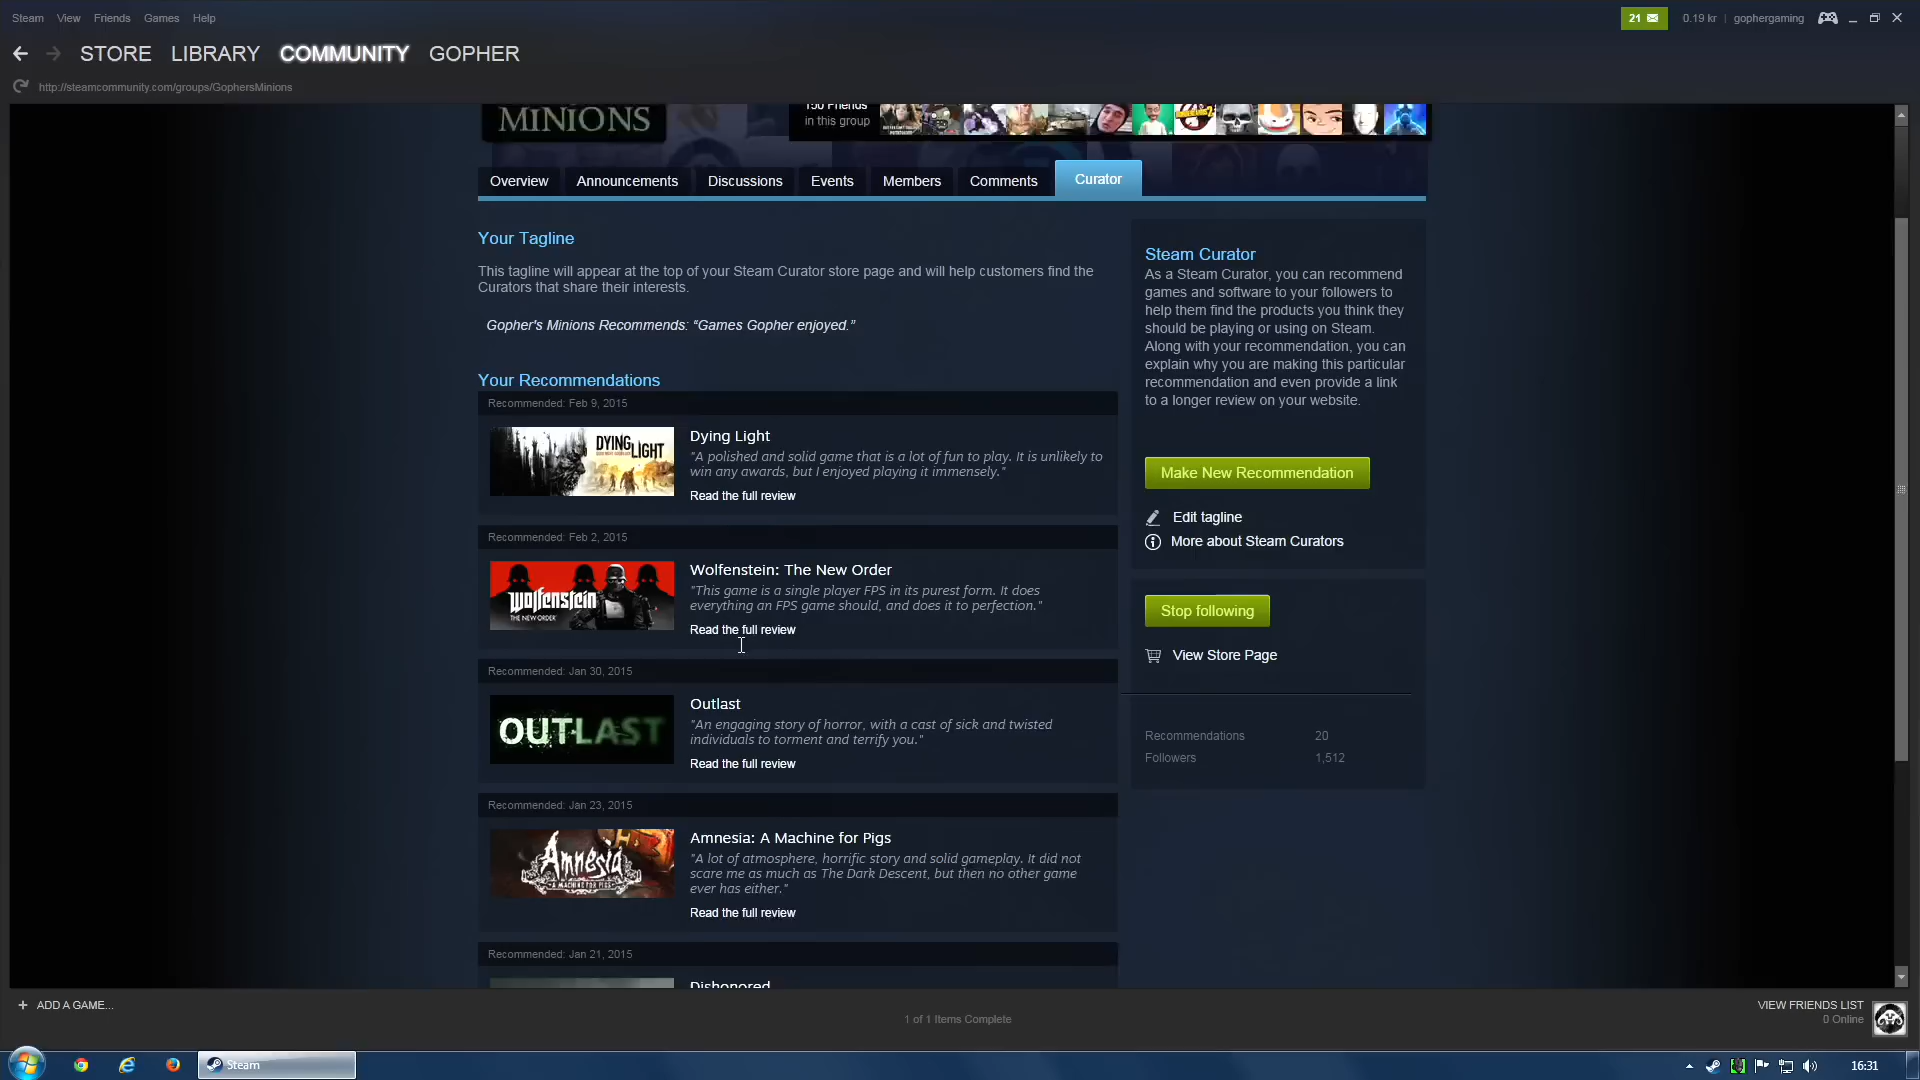 Steam View Friends Games Help
21 0.19 kr gophergaming
STORE LIBRARY COMMUNITY GOPHER
http://steamcommunity.com/groups/GophersMinions
MINIONS
150 Friends
in this group
Overview Announcements Discussions Events Members Comments Curator
Your Tagline
This tagline will appear at the top of your Steam Curator store page and will help customers find the
Curators that share their interests.
Gopher's Minions Recommends: "Games Gopher enjoyed."
Your Recommendations
Recommended: Feb 9, 2015
DYING LIGHT
Dying Light
"A polished and solid game that is a lot of fun to play. It is unlikely to
win any awards, but I enjoyed playing it immensely."
Read the full review
Recommended: Feb 2, 2015
Wolfenstein
THE NEW ORDER
Wolfenstein: The New Order
"This game is a single player FPS in its purest form. It does
everything an FPS game should, and does it to perfection."
Read the full review
Recommended: Jan 30, 2015
OUTLAST
Outlast
"An engaging story of horror, with a cast of sick and twisted
individuals to torment and terrify you."
Read the full review
Recommended: Jan 23, 2015
Amnesia
A MACHINE FOR PIGS
Amnesia: A Machine for Pigs
"A lot of atmosphere, horrific story and solid gameplay. It did not
scare me as much as The Dark Descent, but then no other game
ever has either."
Read the full review
Recommended: Jan 21, 2015
Dishonored
Steam Curator
As a Steam Curator, you can recommend
games and software to your followers to
help them find the products you think they
should be playing or using on Steam.
Along with your recommendation, you can
explain why you are making this particular
recommendation and even provide a link
to a longer review on your website.
Make New Recommendation
Edit tagline
More about Steam Curators
Stop following
View Store Page
Recommendations 20
Followers 1,512
+ ADD A GAME...
1 of 1 Items Complete
VIEW FRIENDS LIST
0 Online
Steam
16:31